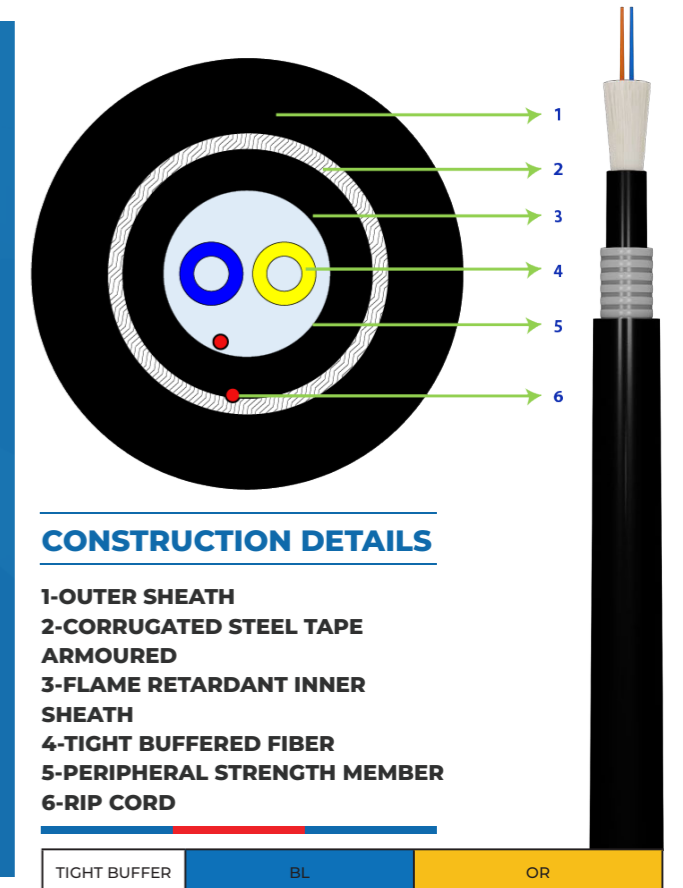 1
2
3
4
5
6
CONSTRUCTION DETAILS
1-OUTER SHEATH
2-CORRUGATED STEEL TAPE
ARMOURED
3-FLAME RETARDANT INNER
SHEATH
4-TIGHT BUFFERED FIBER
5-PERIPHERAL STRENGTH MEMBER
6-RIP CORD
TIGHT BUFFER BL OR